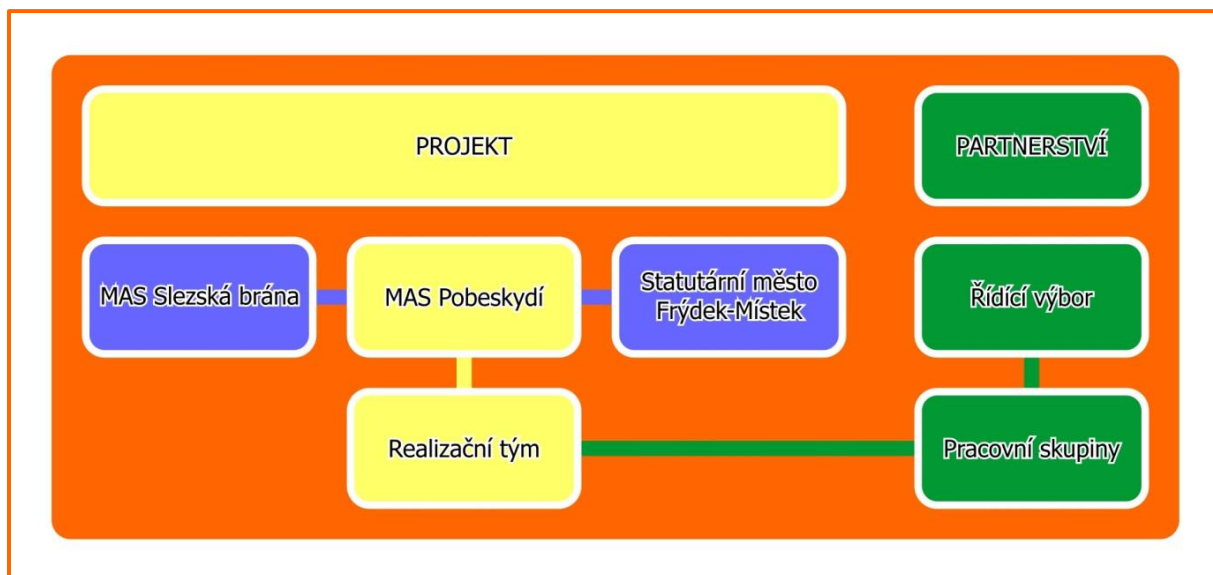 PROJEKT
PARTNERSTVÍ
MAS Slezská brána
MAS Pobeskydí
Statutární město
Frýdek-Místek
Řídící výbor
Realizační tým
Pracovní skupiny